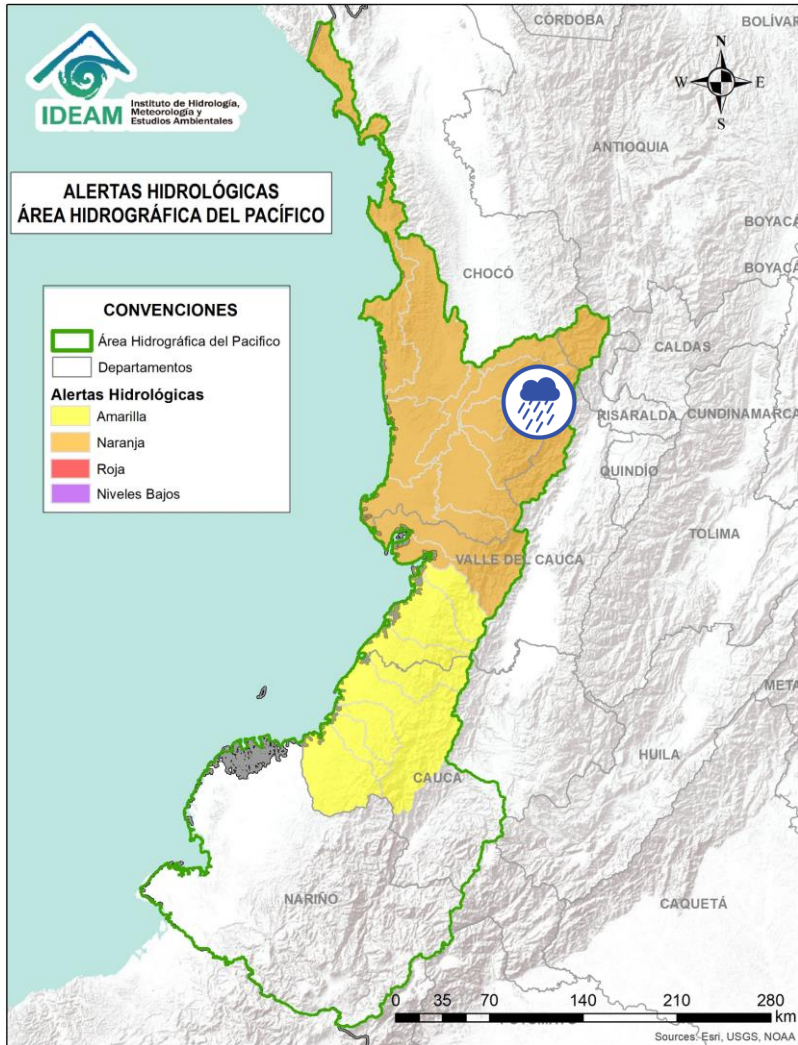 CÓRDOBA
BOLÍVAR
IDEAM
Instituto de Hidrología,
Meteorología y
Estudios Ambientales
N
W
E
S
ANTIOQUIA
ALERTAS HIDROLÓGICAS
ÁREA HIDROGRÁFICA DEL PACÍFICO
BOYACÁ
BOYACÁ
CHOCÓ
CONVENCIONES
Área Hidrográfica del Pacifico
Departamentos
Alertas Hidrológicas
Amarilla
Naranja
Roja
Niveles Bajos
CALDAS
RISARALDA
CUNDINAMARCA
QUINDÍO
TOLIMA
VALLE DEL CAUCA
META
HUILA
CAUCA
NARIÑO
CAQUETÁ
0 35 70 140 210 280
km
Sources: Esri, USGS, NOAA